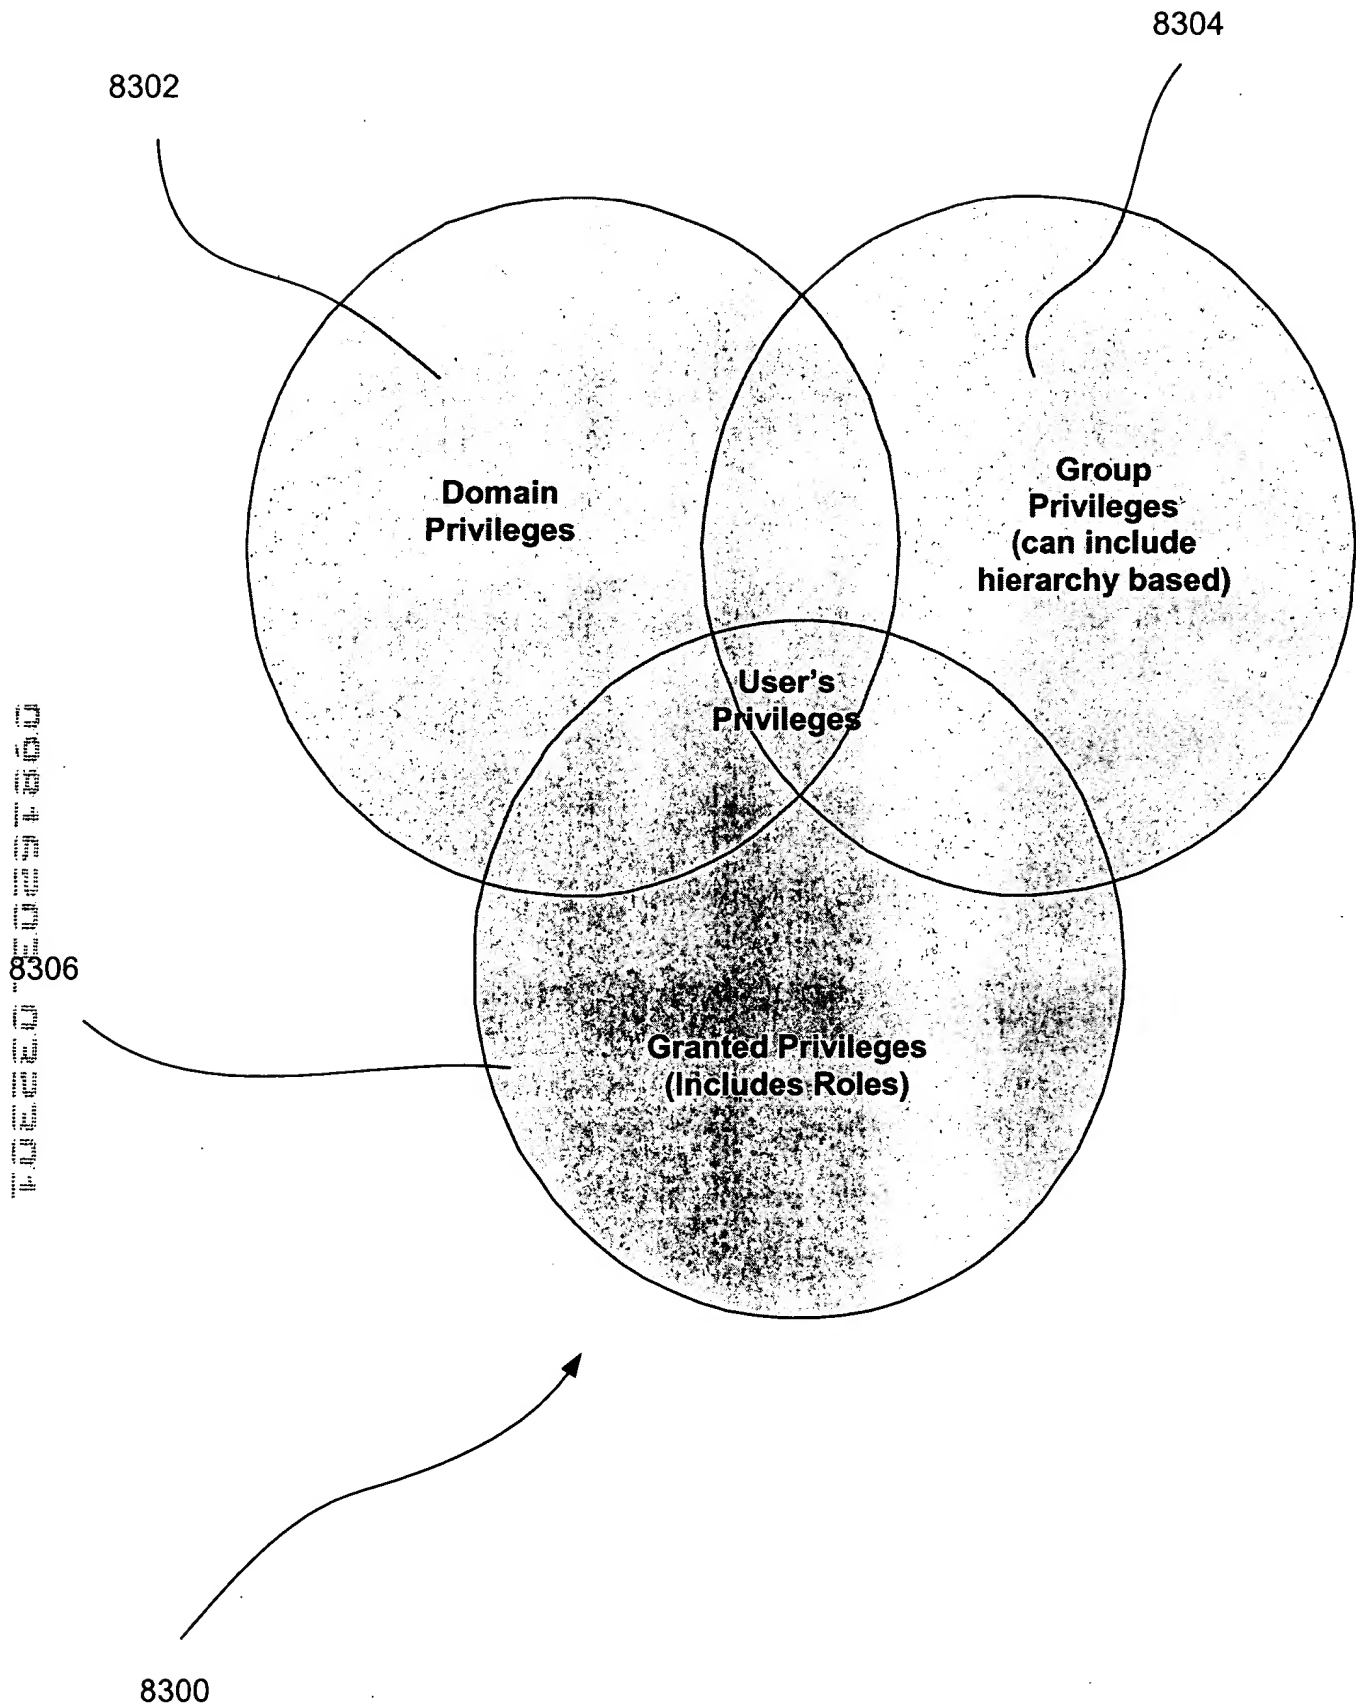 8304
8302
Domain
Privileges
Group
Privileges
(can include
hierarchy based)
User's
Privileges
8306
Granted Privileges
(Includes Roles)
8300